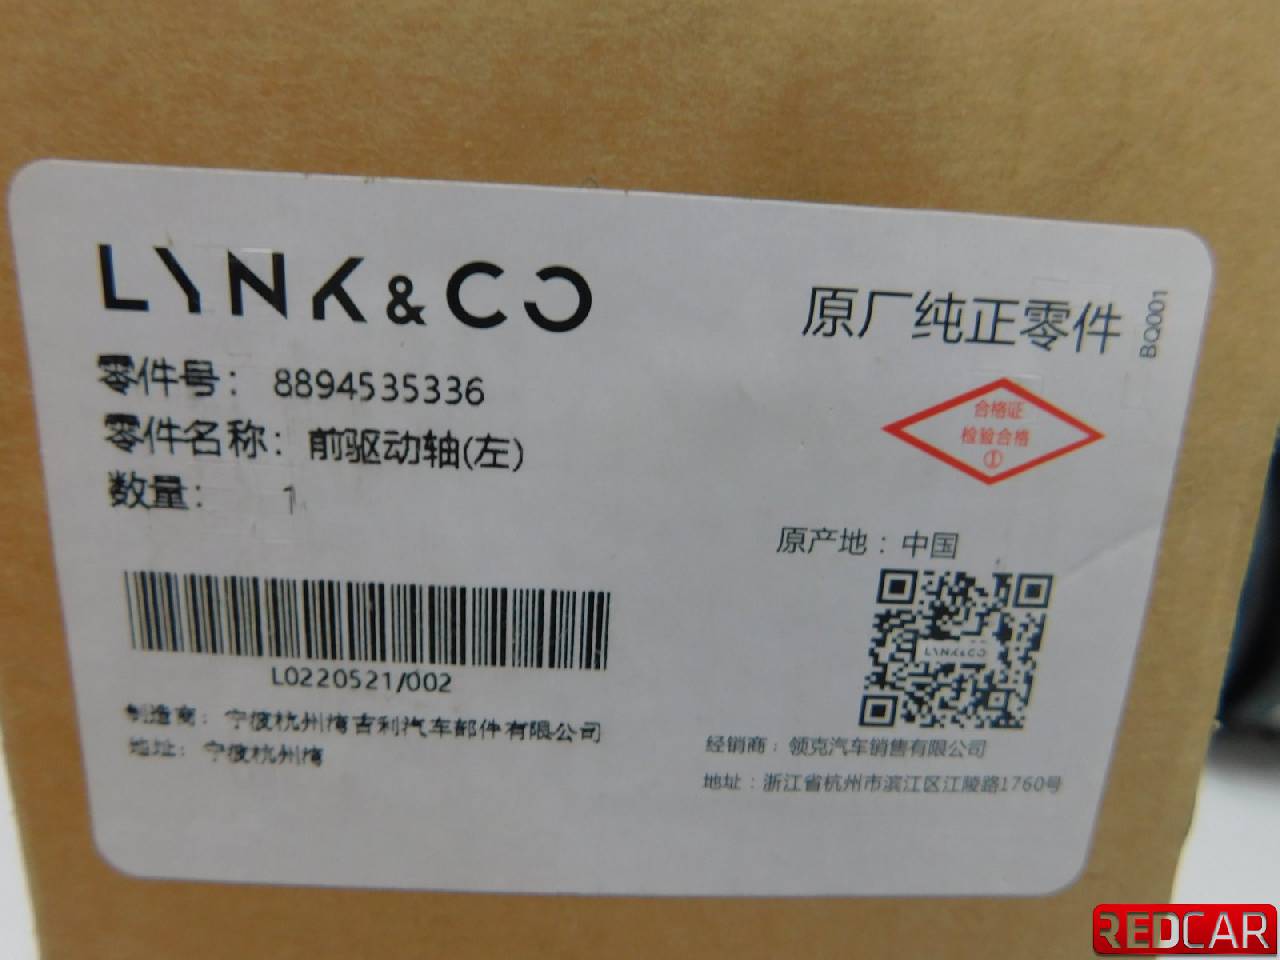 LYNK&CO
原厂纯正零件
BQ001
零件号： 8894535336
零件名称：前驱动轴(左)
数量： 1
合格证
检验合格
①
原产地：中国
LYNK&CO
L0220521/002
制造商：宁波杭州湾吉利汽车部件有限公司
地址：宁波杭州湾
经销商：领克汽车销售有限公司
地址：浙江省杭州市滨江区江陵路1760号
REDCAR